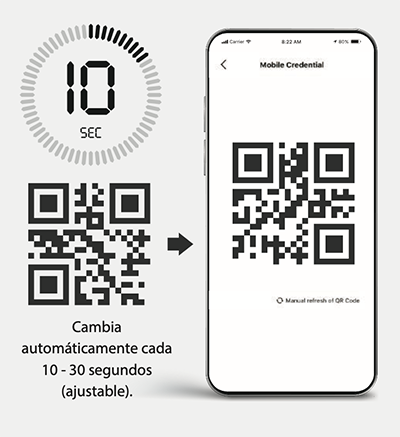 10
SEC
Cambia
automáticamente cada
10 - 30 segundos
(ajustable).
Carrier 8:22 AM 80%
Mobile Credential
Manual refresh of QR Code